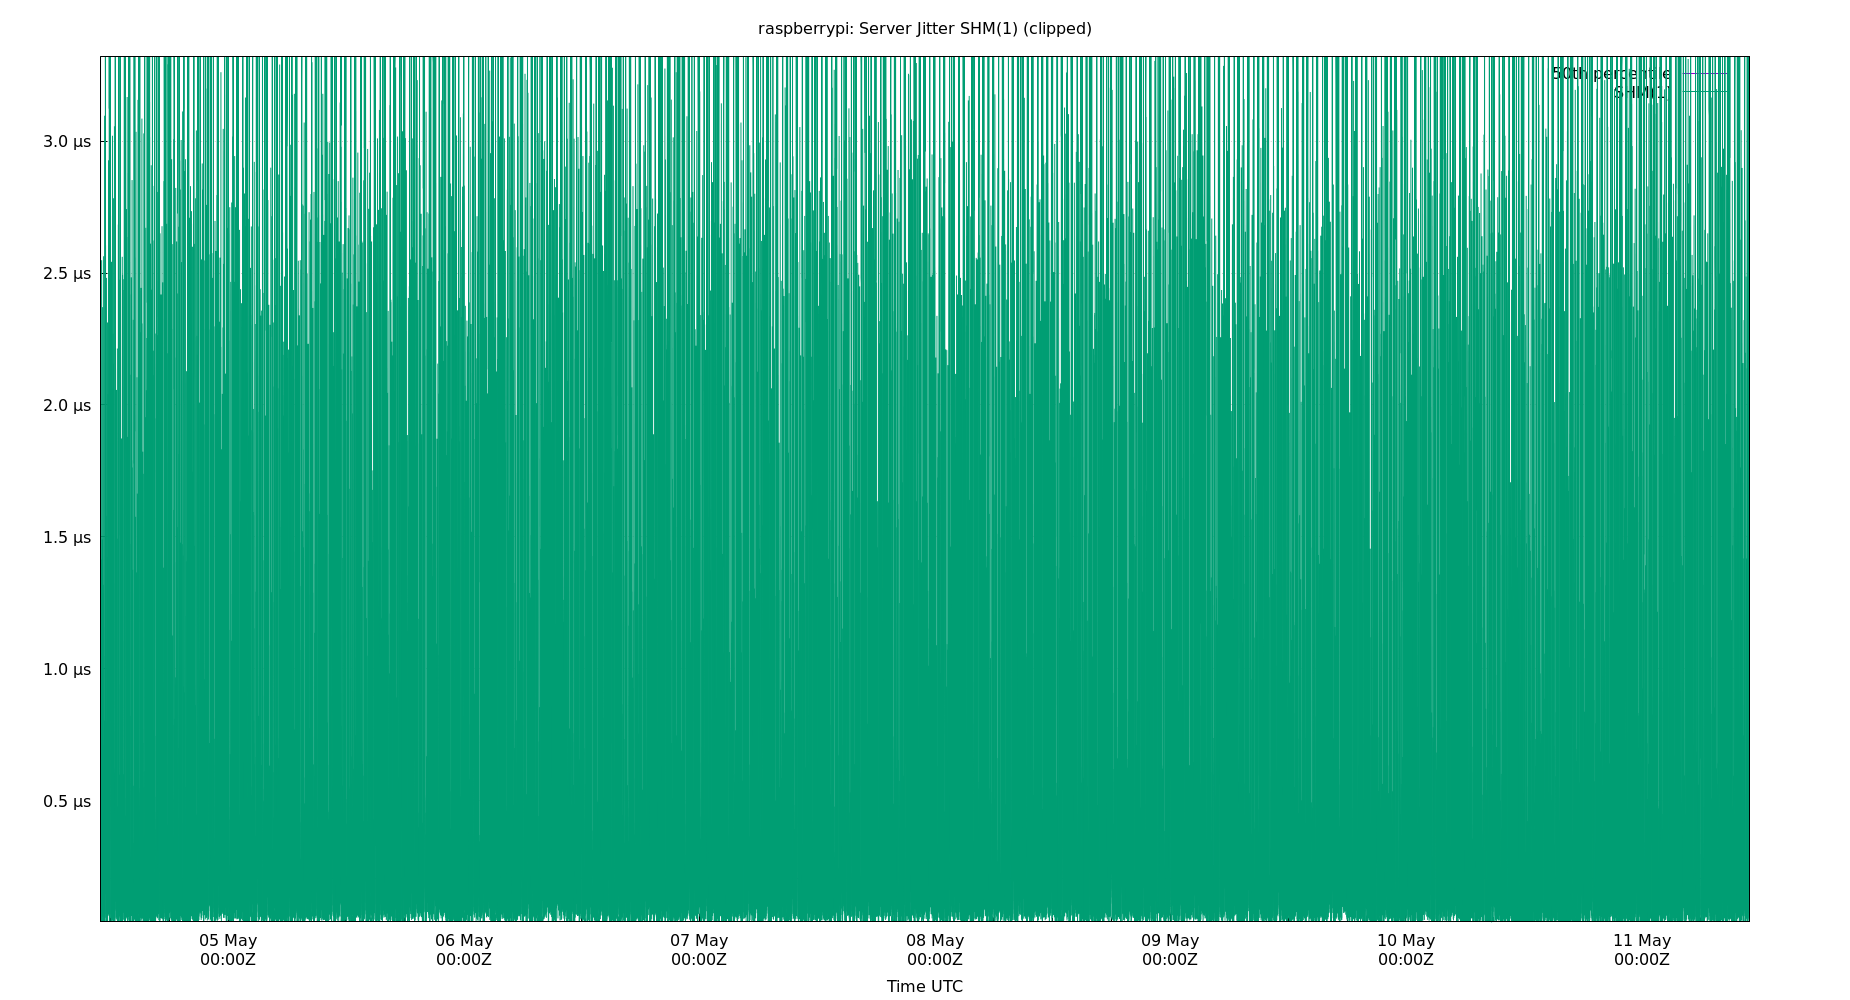 raspberrypi: Server Jitter SHM(1) (clipped)
50th percentile
SHM(1)
3.0 μs
2.5 μs
2.0 μs
1.5 μs
1.0 μs
0.5 μs
05 May 06 May 07 May 08 May 09 May 10 May 11 May
00:00Z 00:00Z 00:00Z 00:00Z 00:00Z 00:00Z 00:00Z
Time UTC